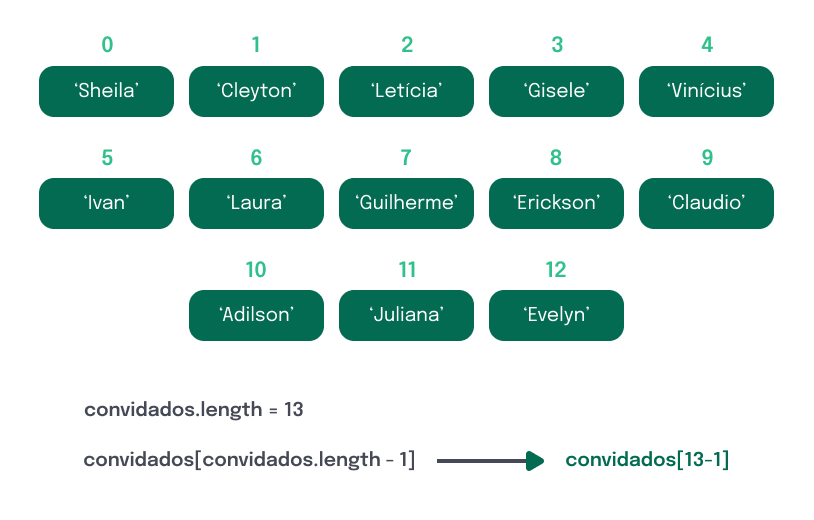 0 1 2 3 4
‘Sheila’ ‘Cleyton’ ‘Letícia’ ‘Gisele’ ‘Vinícius’
5 6 7 8 9
‘Ivan’ ‘Laura’ ‘Guilherme’ ‘Erickson’ ‘Claudio’
10 11 12
‘Adilson’ ‘Juliana’ ‘Evelyn’
convidados.length = 13
convidados[convidados.length - 1] convidados[13-1]